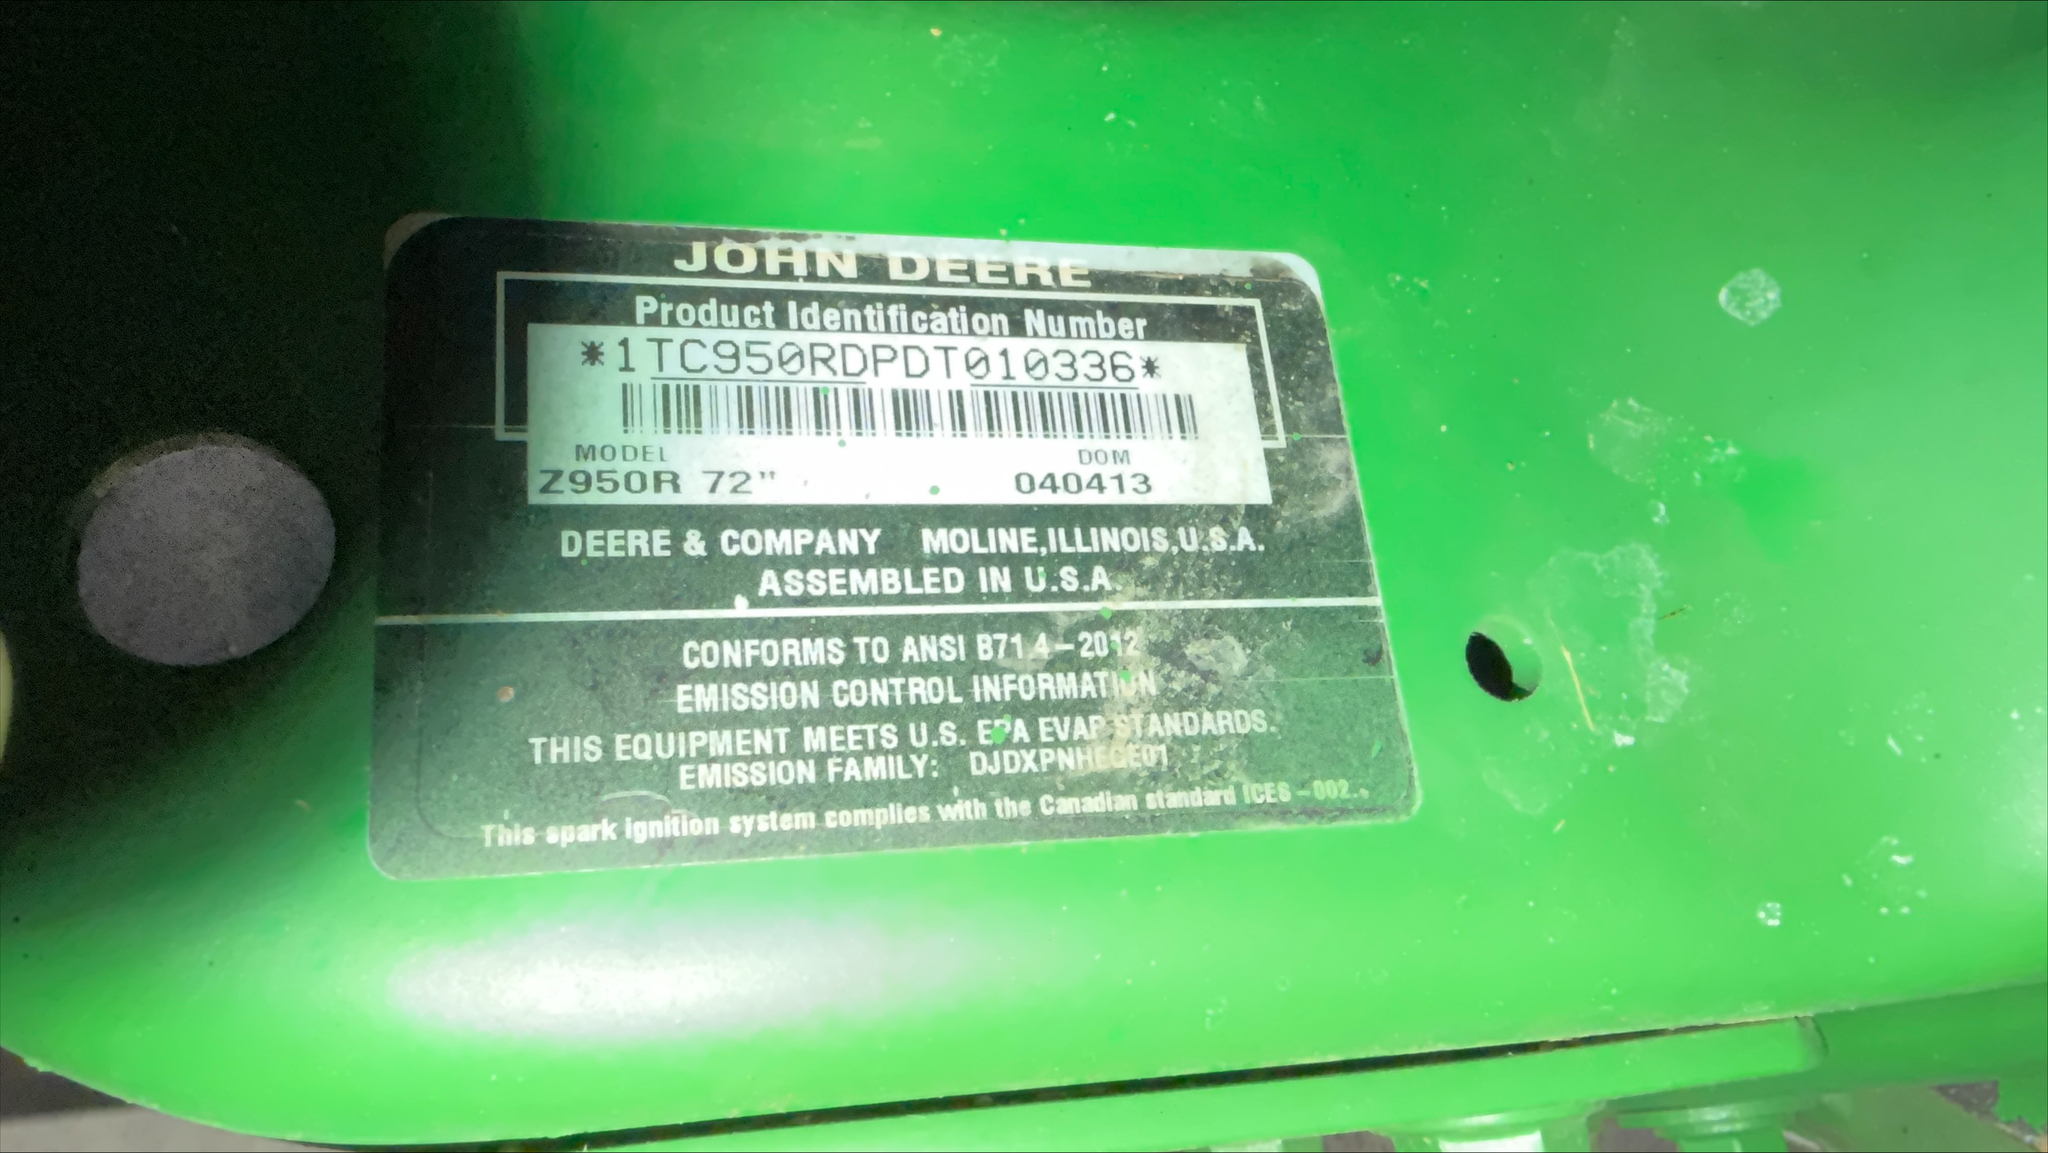 JOHN DEERE
Product Identification Number
*1TC950RDPDT010336*
MODEL DOM
Z950R 72" 040413
DEERE & COMPANY MOLINE,ILLINOIS,U.S.A.
ASSEMBLED IN U.S.A.
CONFORMS TO ANSI B71.4-2012
EMISSION CONTROL INFORMATION
THIS EQUIPMENT MEETS U.S. EPA EVAP STANDARDS.
EMISSION FAMILY:
This spark ignition system complies with the Canadian standard ICES-002.